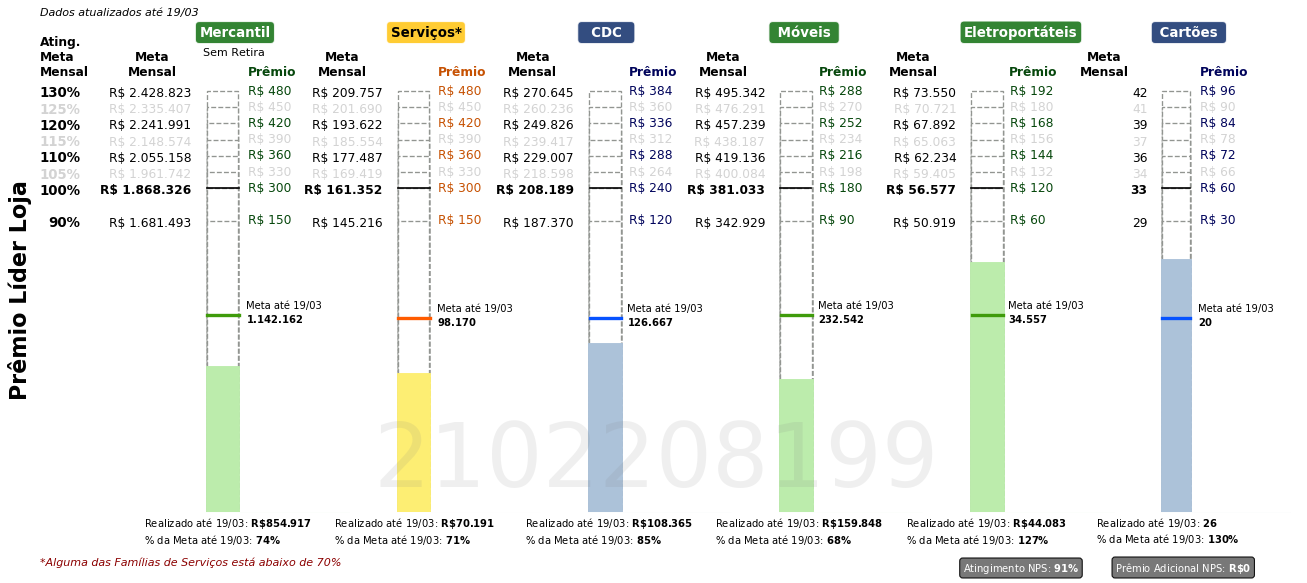 Dados atualizados até 19/03
Mercantil Serviços* CDC Móveis Eletroportáteis Cartões
Sem Retira
Ating. Meta Mensal Meta Mensal Prêmio Meta Mensal Prêmio Meta Mensal Prêmio Meta Mensal Prêmio Meta Mensal Prêmio Meta Mensal Prêmio
130% R$ 2.428.823 R$ 480 R$ 209.757 R$ 480 R$ 270.645 R$ 384 R$ 495.342 R$ 288 R$ 73.550 R$ 192 42 R$ 96
125% R$ 2.335.407 R$ 450 R$ 201.690 R$ 450 R$ 260.236 R$ 360 R$ 476.291 R$ 270 R$ 70.721 R$ 180 41 R$ 90
120% R$ 2.241.991 R$ 420 R$ 193.622 R$ 420 R$ 249.826 R$ 336 R$ 457.239 R$ 252 R$ 67.892 R$ 168 39 R$ 84
115% R$ 2.148.574 R$ 390 R$ 185.554 R$ 390 R$ 239.417 R$ 312 R$ 438.187 R$ 234 R$ 65.063 R$ 156 37 R$ 78
110% R$ 2.055.158 R$ 360 R$ 177.487 R$ 360 R$ 229.007 R$ 288 R$ 419.136 R$ 216 R$ 62.234 R$ 144 36 R$ 72
105% R$ 1.961.742 R$ 330 R$ 169.419 R$ 330 R$ 218.598 R$ 264 R$ 400.084 R$ 198 R$ 59.405 R$ 132 34 R$ 66
100% R$ 1.868.326 R$ 300 R$ 161.352 R$ 300 R$ 208.189 R$ 240 R$ 381.033 R$ 180 R$ 56.577 R$ 120 33 R$ 60
90% R$ 1.681.493 R$ 150 R$ 145.216 R$ 150 R$ 187.370 R$ 120 R$ 342.929 R$ 90 R$ 50.919 R$ 60 29 R$ 30
Prêmio Líder Loja
Meta até 19/03 Meta até 19/03 Meta até 19/03 Meta até 19/03 Meta até 19/03 Meta até 19/03
1.142.162 98.170 126.667 232.542 34.557 20
2102208199
Realizado até 19/03: R$854.917 Realizado até 19/03: R$70.191 Realizado até 19/03: R$108.365 Realizado até 19/03: R$159.848 Realizado até 19/03: R$44.083 Realizado até 19/03: 26
% da Meta até 19/03: 74% % da Meta até 19/03: 71% % da Meta até 19/03: 85% % da Meta até 19/03: 68% % da Meta até 19/03: 127% % da Meta até 19/03: 130%
*Alguma das Famílias de Serviços está abaixo de 70% Atingimento NPS: 91% Prêmio Adicional NPS: R$0